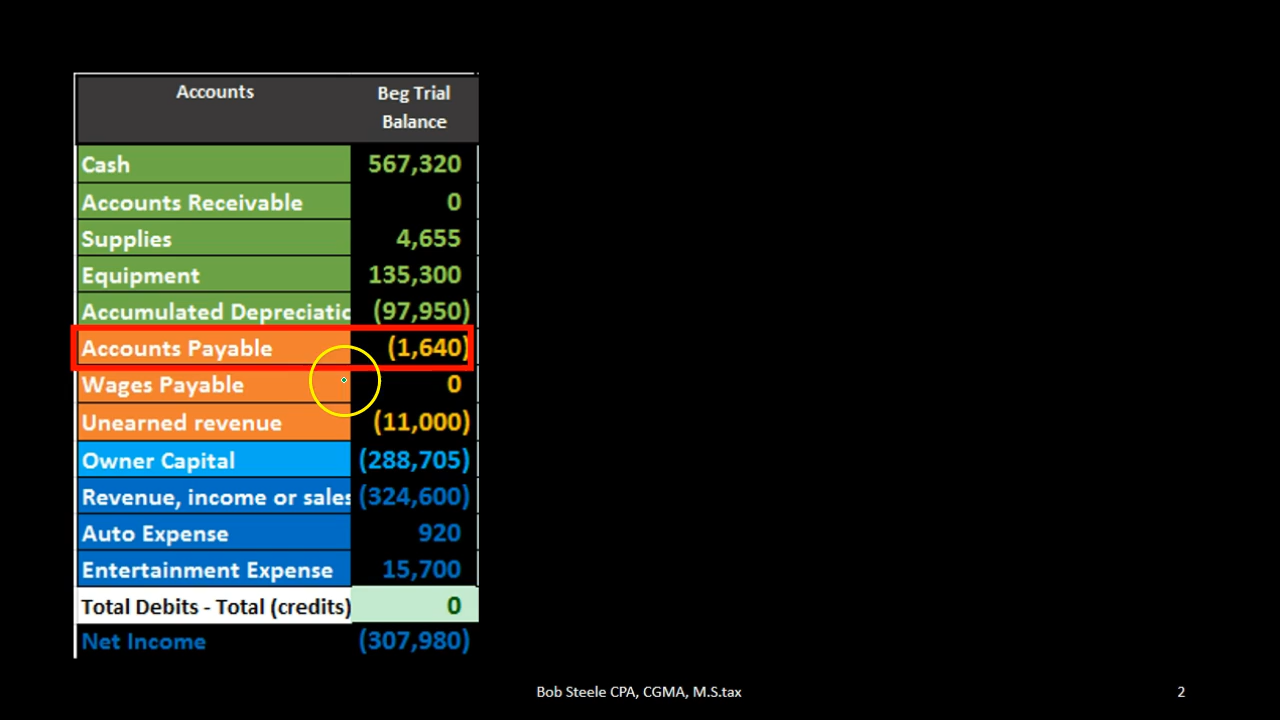 Accounts Beg Trial
Balance
Cash 567,320
Accounts Receivable 0
Supplies 4,655
Equipment 135,300
Accumulated Depreciatic (97,950)
Accounts Payable (1,640)
Wages Payable 0
Unearned revenue (11,000)
Owner Capital (288,705)
Revenue, income or sales (324,600)
Auto Expense 920
Entertainment Expense 15,700
Total Debits - Total (credits) 0
Net Income (307,980)
Bob Steele CPA, CGMA, M.S.tax 2